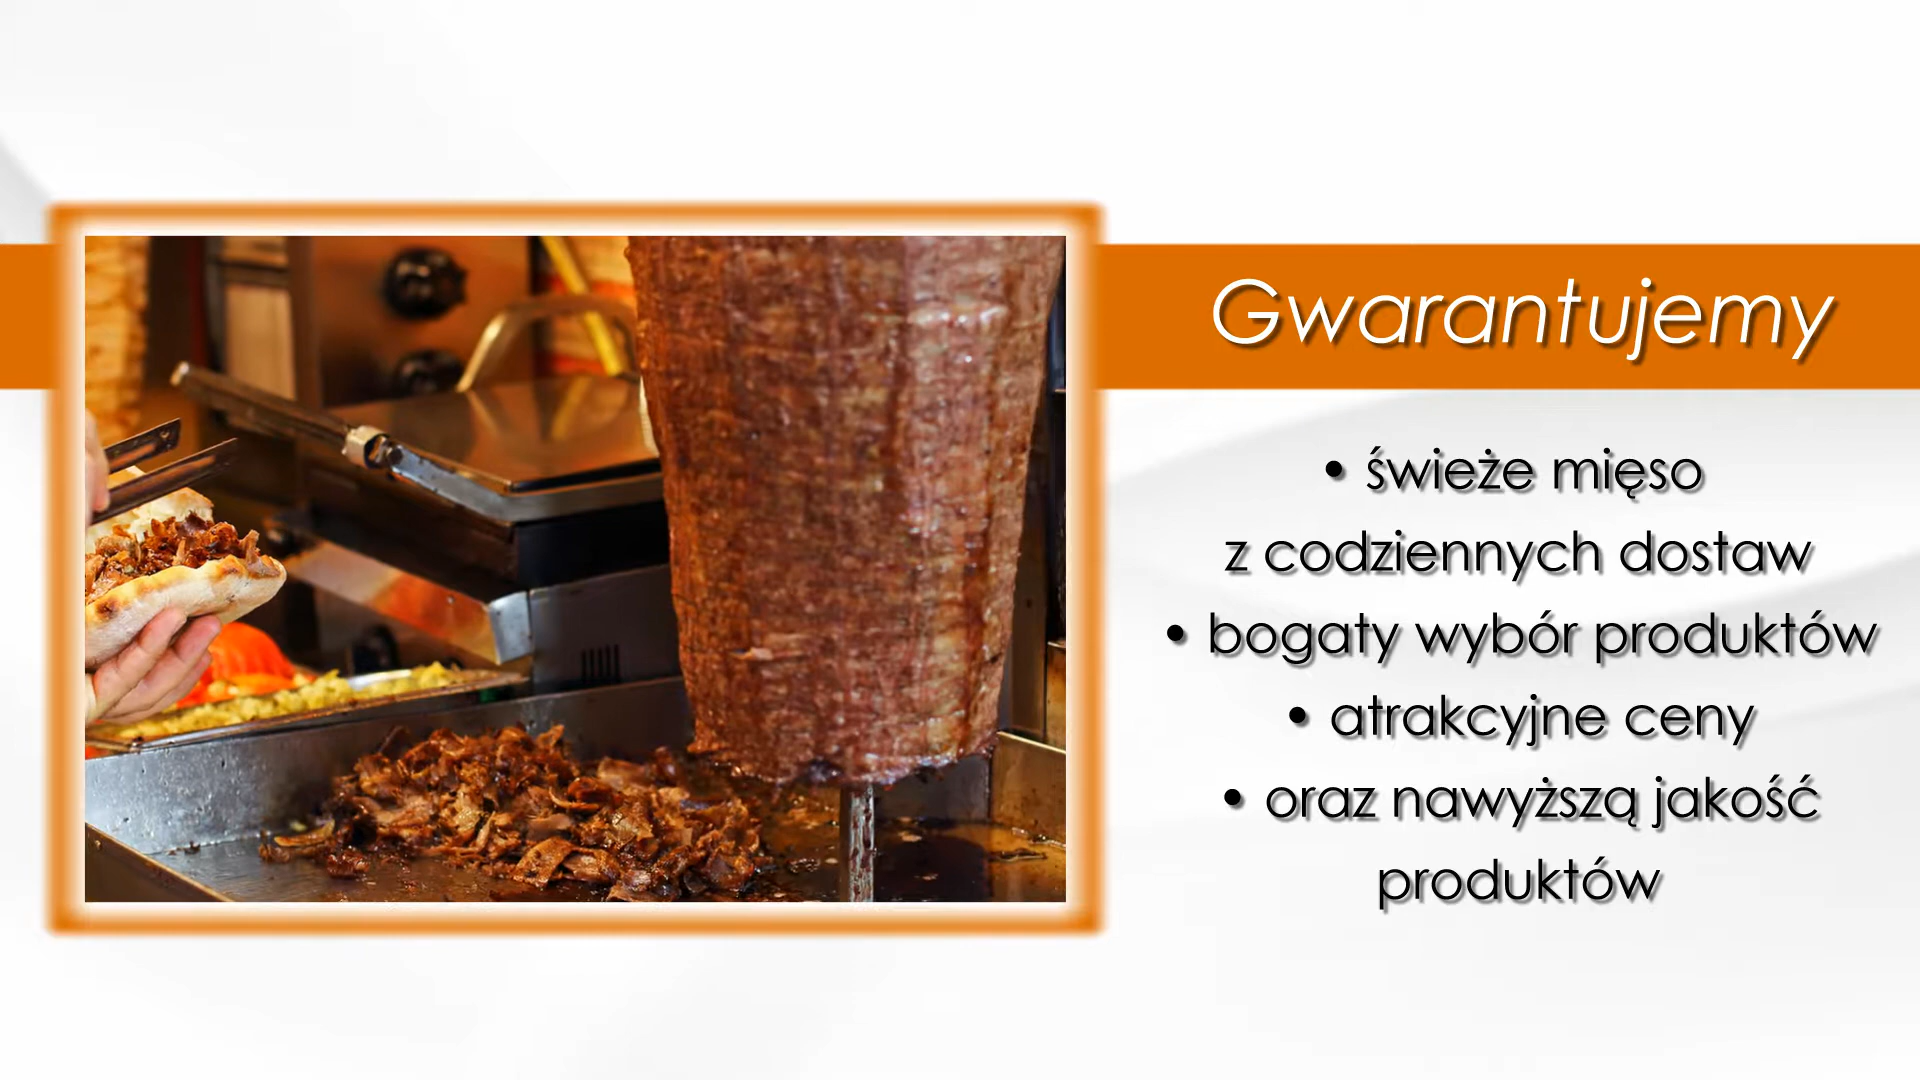 Gwarantujemy
• świeże mięso
z codziennych dostaw
• bogaty wybór produktów
• atrakcyjne ceny
• oraz nawyższą jakość
produktów